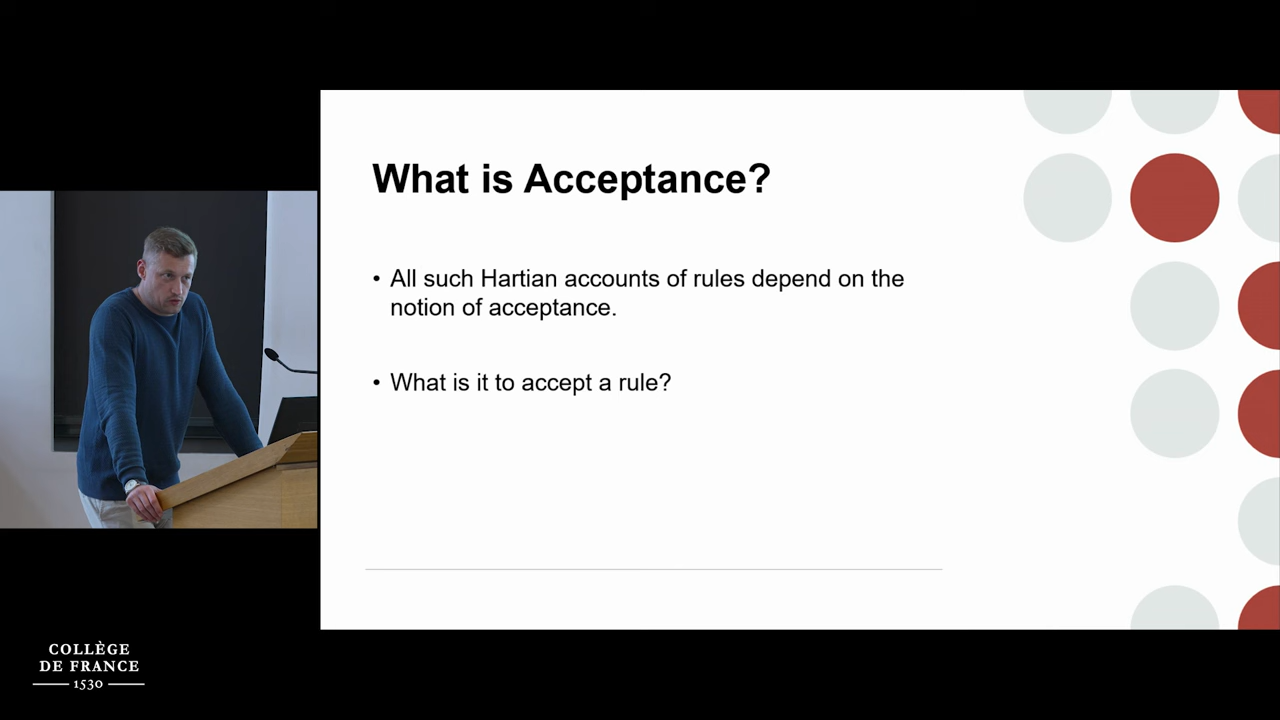 What is Acceptance?
• All such Hartian accounts of rules depend on the
notion of acceptance.
• What is it to accept a rule?
COLLÈGE
DE FRANCE
1530